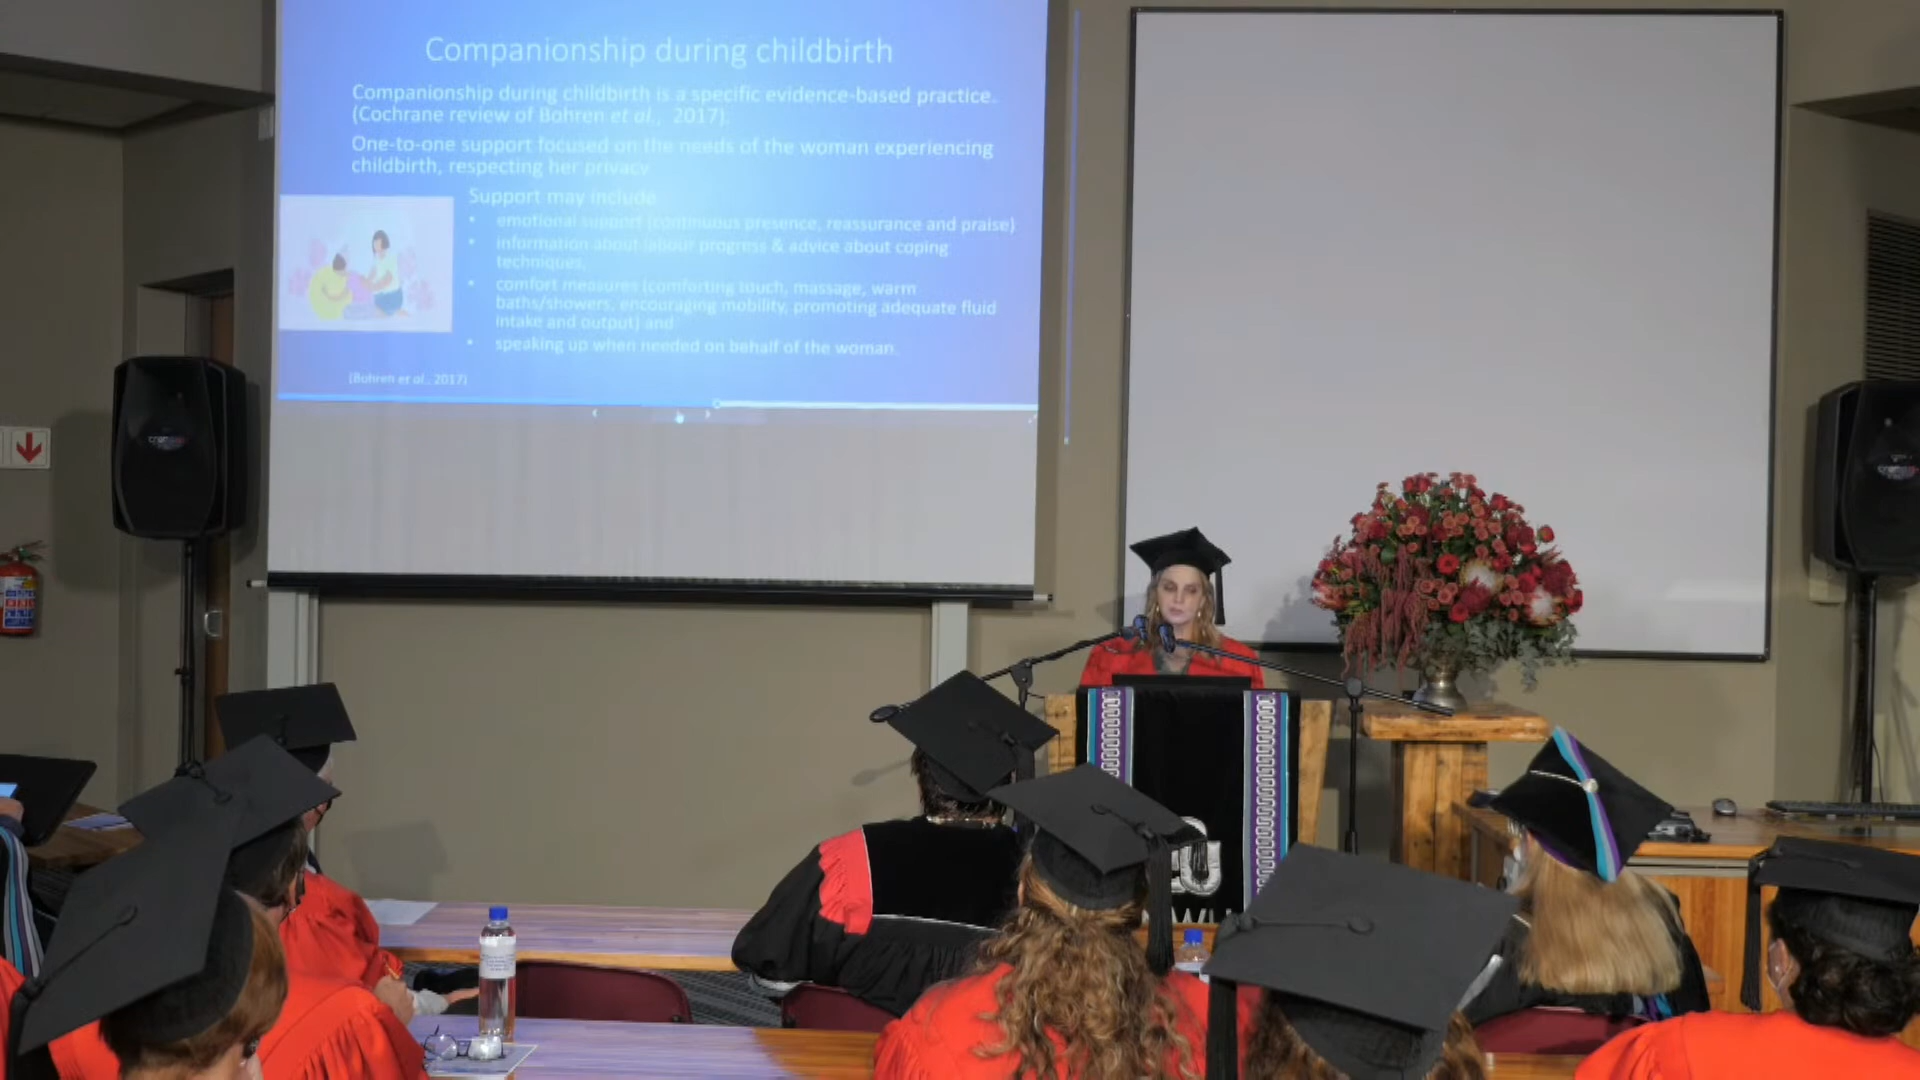 Companionship during childbirth
Companionship during childbirth is a specific evidence-based practice.
(Cochrane review of Bohren et al., 2017).
One-to-one support focused on the needs of the woman experiencing
childbirth, respecting her privacy
Support may include
• emotional support (continuous presence, reassurance and praise)
• information about labour progress & advice about coping
techniques.
• comfort measures (comforting touch, massage, warm
baths/showers, encouraging mobility, promoting adequate fluid
intake and output) and
• speaking up when needed on behalf of the woman.
(Bohren et al., 2017)